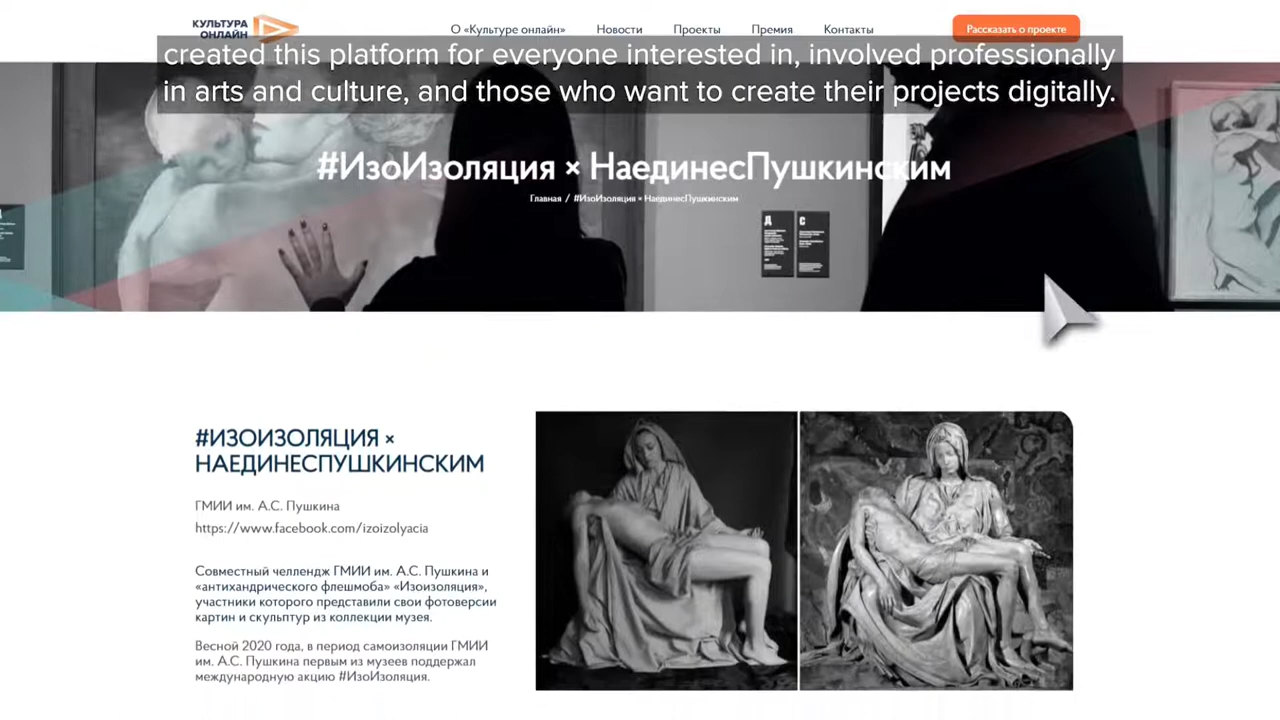 КУЛЬТУРА
ОНЛАЙН
О «Культуре онлайн»
Новости
Проекты
Премия
Контакты
Рассказать о проекте
created this platform for everyone interested in, involved professionally
in arts and culture, and those who want to create their projects digitally.
#ИзоИзоляция × НаединесПушкинским
Главная / #ИзоИзоляция × НаединесПушкинским
Д
С
#ИЗОИЗОЛЯЦИЯ ×
НАЕДИНЕСПУШКИНСКИМ
ГМИИ им. А.С. Пушкина
https://www.facebook.com/izoizolyacia
Совместный челлендж ГМИИ им. А.С. Пушкина и
«антихандрического флешмоба» «Изоизоляция»,
участники которого представили свои фотоверсии
картин и скульптур из коллекции музея.
Весной 2020 года, в период самоизоляции ГМИИ
им. А.С. Пушкина первым из музеев поддержал
международную акцию #ИзоИзоляция.